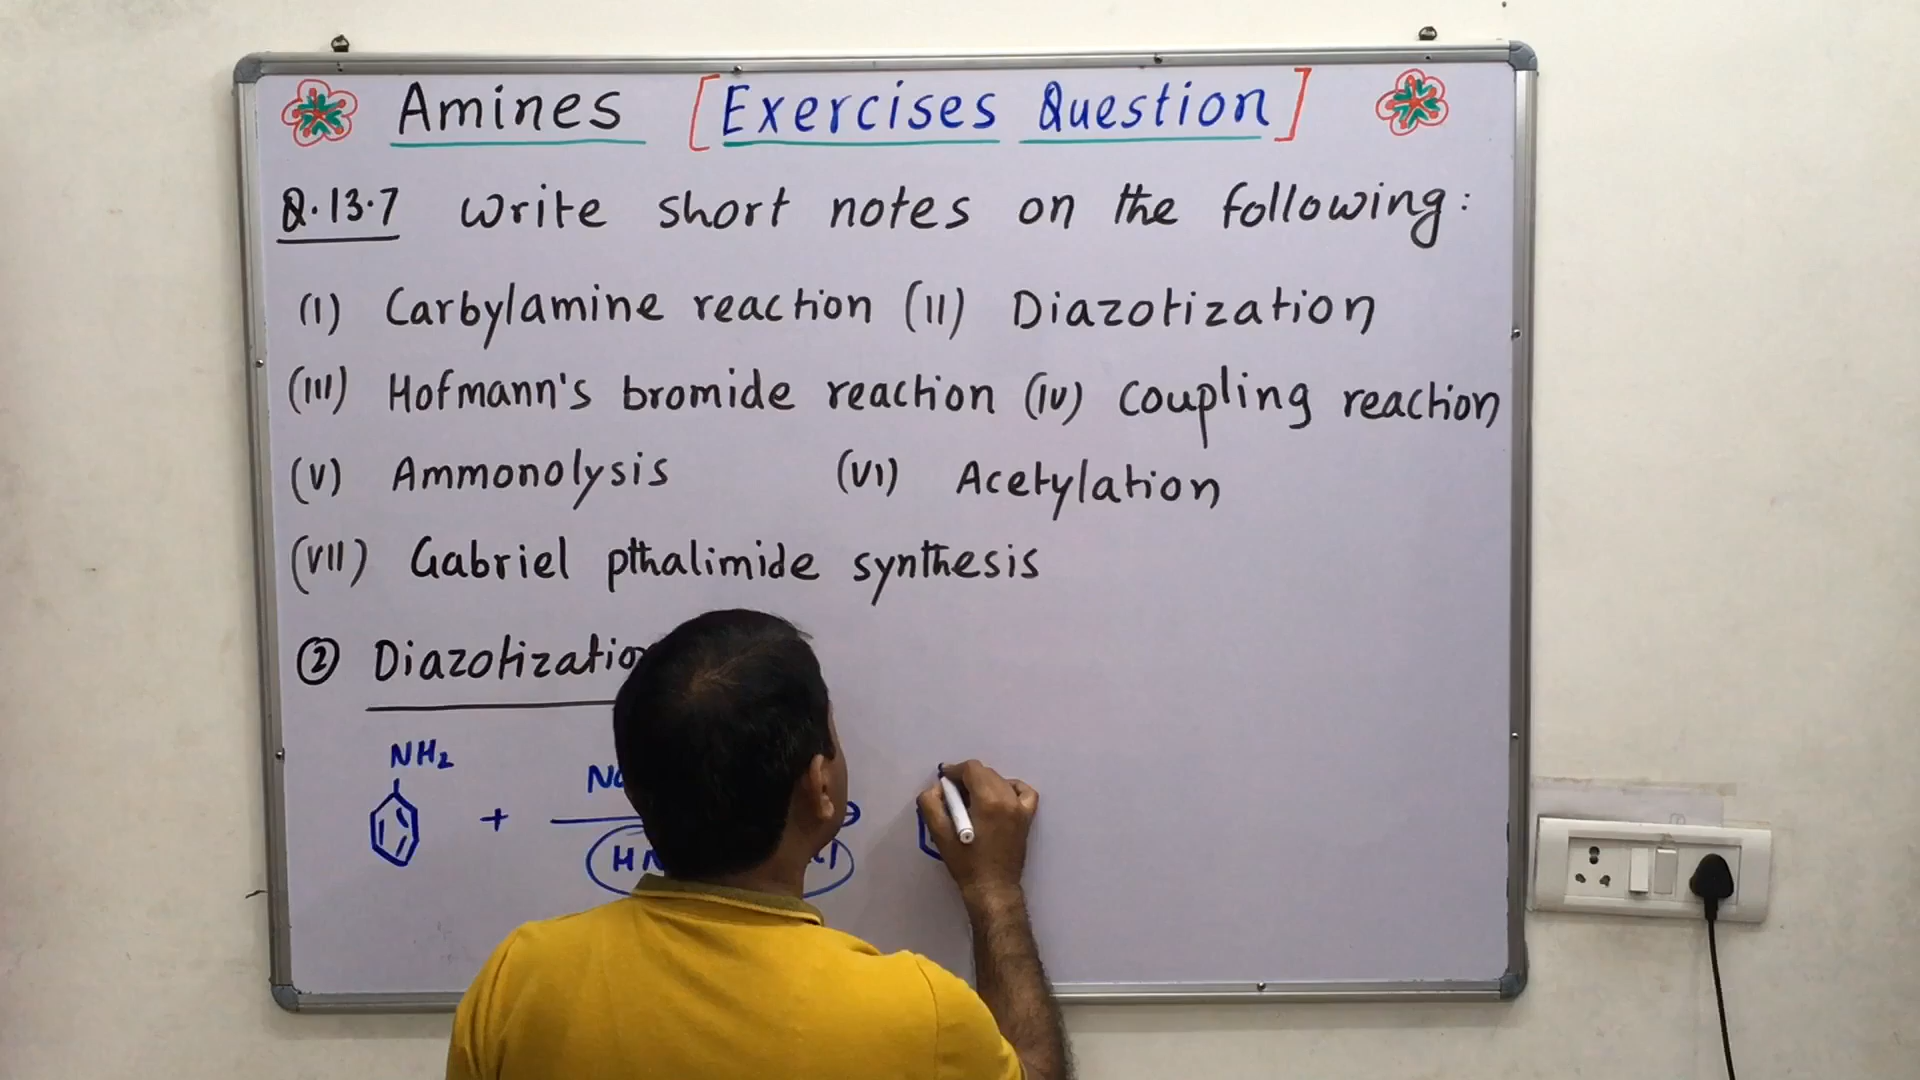 Amines [Exercises Question]
Q.13.7 Write short notes on the following:
(I) Carbylamine reaction (II) Diazotization
(III) Hofmann's bromide reaction (IV) Coupling reaction
(V) Ammonolysis (VI) Acetylation
(VII) Gabriel pthalimide synthesis
② Diazotization
NH₂
+